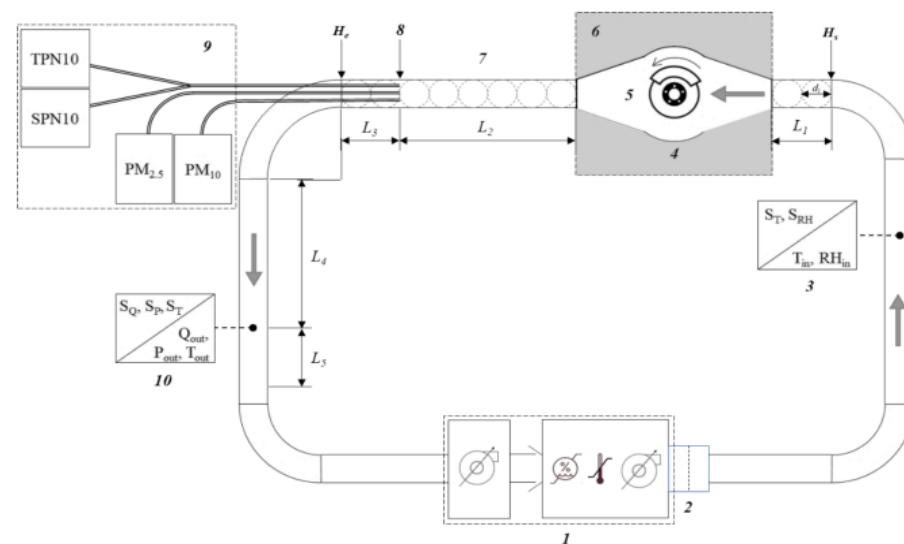 9
TPN10
SPN10
PM2.5
PM10
He
8
7
6
Hs
5
4
di
L3
L2
L1
L4
L5
ST, SRH
Tin, RHin
3
SQ, SP, ST
Qout,
Pout, Tout
10
%
2
1